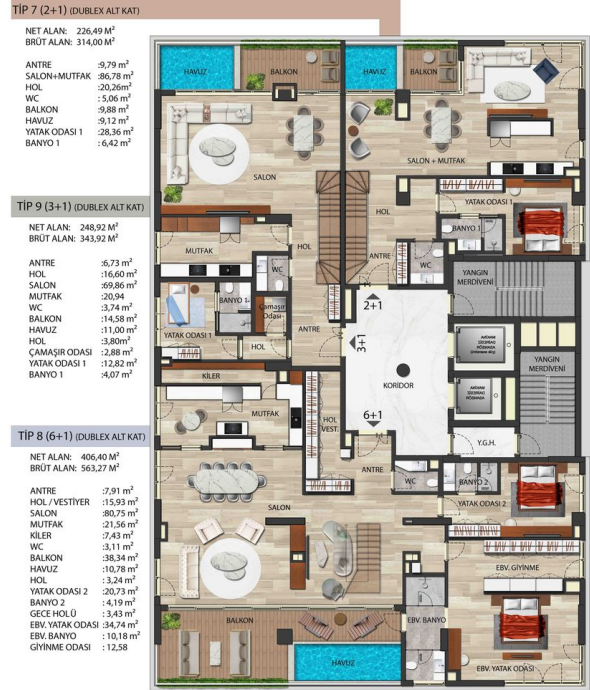 TİP 7 (2+1) (DUBLEX ALT KAT)
NET ALAN: 226,49 M²
BRÜT ALAN: 314,00 M²
ANTRE :9,79 m²
SALON+MUTFAK :86,78 m²
HOL :20,26m²
WC : 5,06 m²
BALKON :9,88 m²
HAVUZ :9,12 m²
YATAK ODASI 1 :28,36 m²
BANYO 1 : 6,42 m²
TİP 9 (3+1) (DUBLEX ALT KAT)
NET ALAN: 248,92 M²
BRÜT ALAN: 343,92 M²
ANTRE :6,73 m²
HOL :16,60 m²
SALON :69,86 m²
MUTFAK :20,94
WC :3,74 m²
BALKON :14,58 m²
HAVUZ :11,00 m²
HOL :3,80m²
ÇAMAŞIR ODASI :2,88 m²
YATAK ODASI 1 :12,82 m²
BANYO 1 :4,07 m²
TİP 8 (6+1) (DUBLEX ALT KAT)
NET ALAN: 406,40 M²
BRÜT ALAN: 563,27 M²
ANTRE :7,91 m²
HOL / VESTİYER :15,93 m²
SALON :80,75 m²
MUTFAK :21,56 m²
KİLER :7,43 m²
WC :3,11 m²
BALKON :38,34 m²
HAVUZ :10,78 m²
HOL : 3,24 m²
YATAK ODASI 2 :20,73 m²
BANYO 2 :4,19 m²
GECE HOLÜ : 3,43 m²
EBV. YATAK ODASI :34,74 m²
EBV. BANYO : 10,18 m²
GİYİNME ODASI : 12,58
HAVUZ
BALKON
HAVUZ
BALKON
SALON + MUTFAK
SALON
YATAK ODASI 1
HOL
BANYO 1
HOL
MUTFAK
ANTRE
WC
WC
YANGIN
MERDİVENİ
BANYO 1
Çamaşır
Odası
2+1
YATAK ODASI 1
ANTRE
3+1
HOL
YANGIN
MERDİVENİ
KİLER
KORİDOR
MUTFAK
HOL
VEST.
6+1
Y.G.H.
ANTRE
WC
BANYO 2
SALON
YATAK ODASI 2
EBV. GİYİNME
BALKON
EBV. BANYO
HAVUZ
EBV. YATAK ODASI